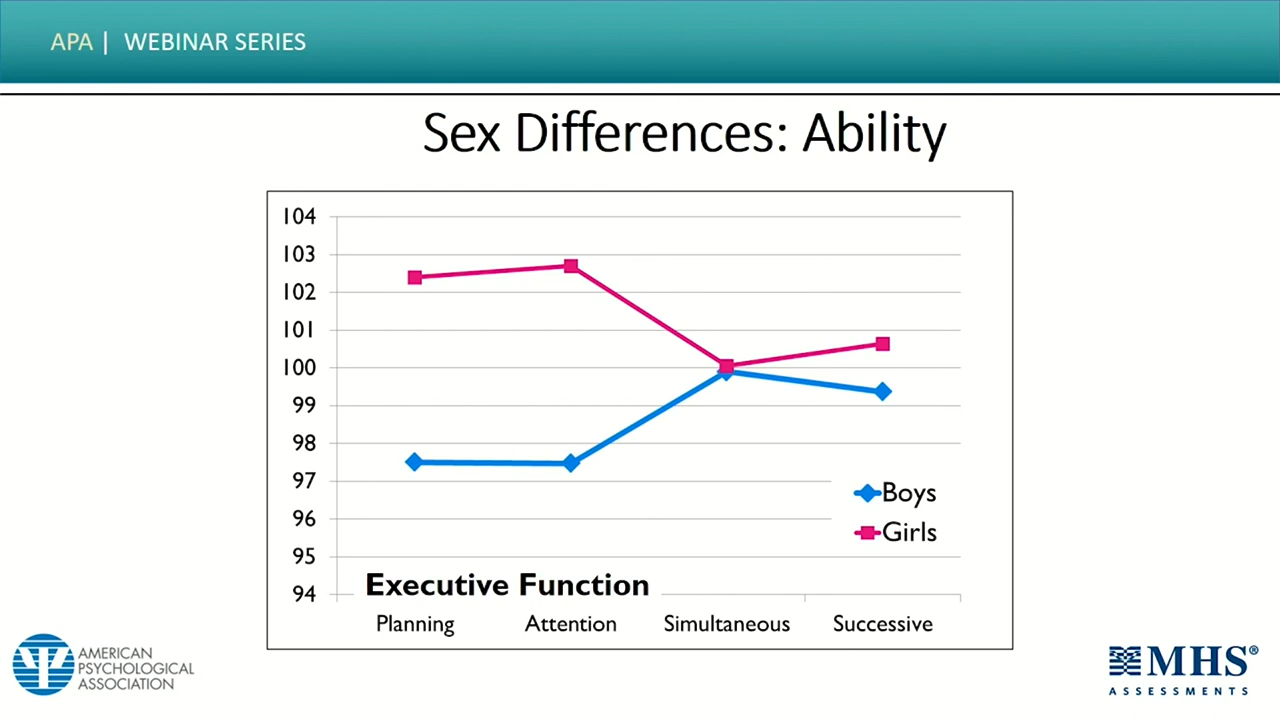 APA | WEBINAR SERIES
Sex Differences: Ability
104
103
102
101
100
99
98
97
96
95
94
Boys
Girls
Executive Function
Planning Attention Simultaneous Successive
AMERICAN
PSYCHOLOGICAL
ASSOCIATION
MHS®
ASSESSMENTS